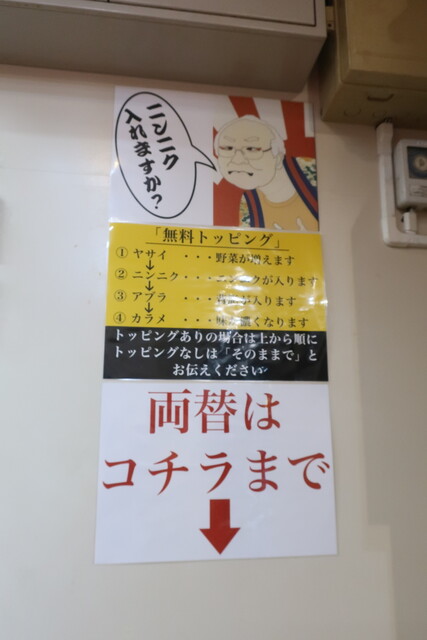 ニンニク
入れますか?
「無料トッピング」
① ヤサイ ・・・野菜が増えます
↓
② ニンニク ・・・ニンニクが入ります
↓
③ アブラ ・・・ が入ります
↓
④ カラメ ・・・味が濃くなります
トッピングありの場合は上から順に
トッピングなしは「そのままで」と
お伝えください
両替は
コチラまで
↓